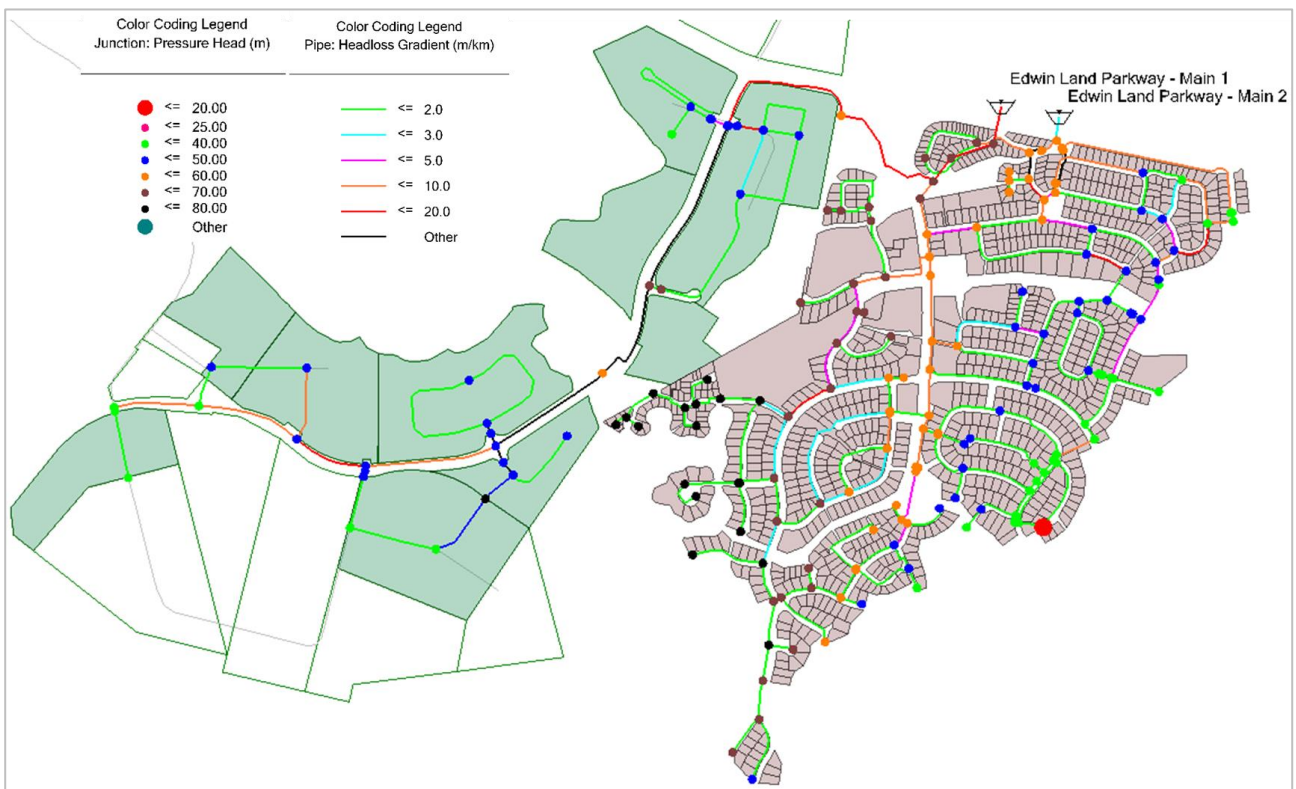 Color Coding Legend
Junction: Pressure Head (m)
<= 20.00
<= 25.00
<= 40.00
<= 50.00
<= 60.00
<= 70.00
<= 80.00
Other
Color Coding Legend
Pipe: Headloss Gradient (m/km)
<= 2.0
<= 3.0
<= 5.0
<= 10.0
<= 20.0
Other
Edwin Land Parkway - Main 1
Edwin Land Parkway - Main 2